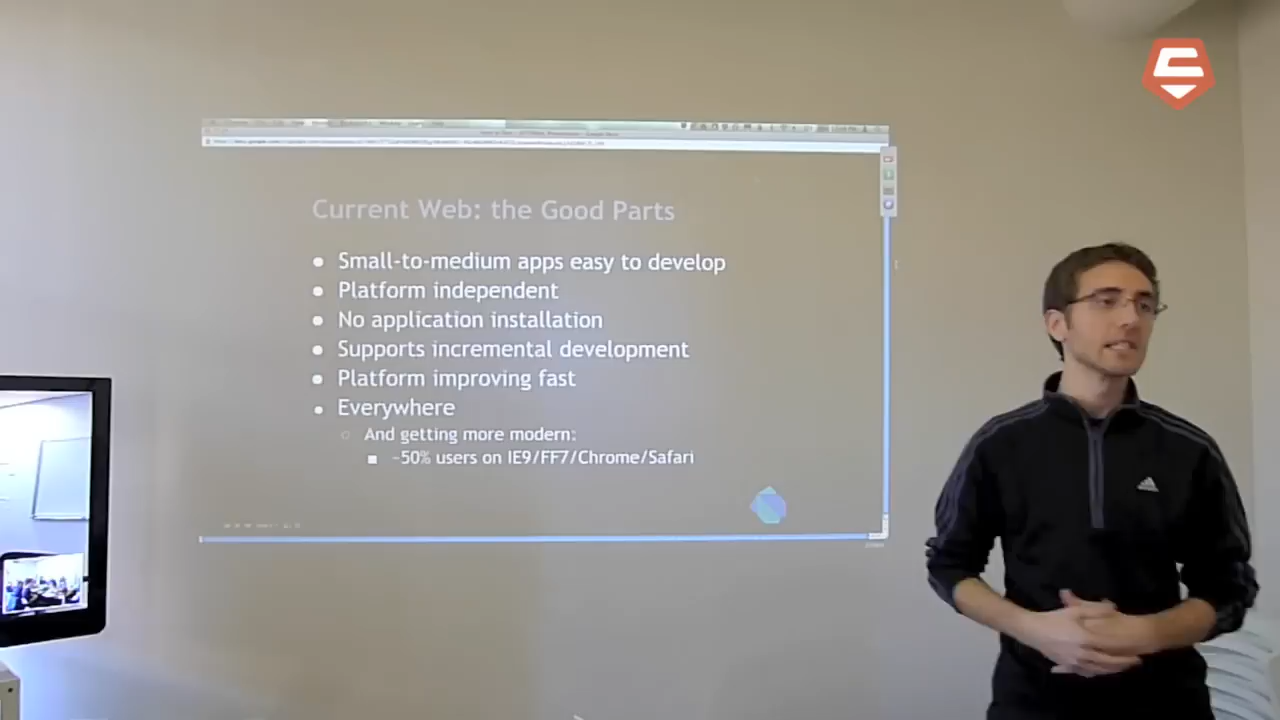 Current Web: the Good Parts
● Small-to-medium apps easy to develop
● Platform independent
● No application installation
● Supports incremental development
● Platform improving fast
● Everywhere
○ And getting more modern:
■ ~50% users on IE9/FF7/Chrome/Safari